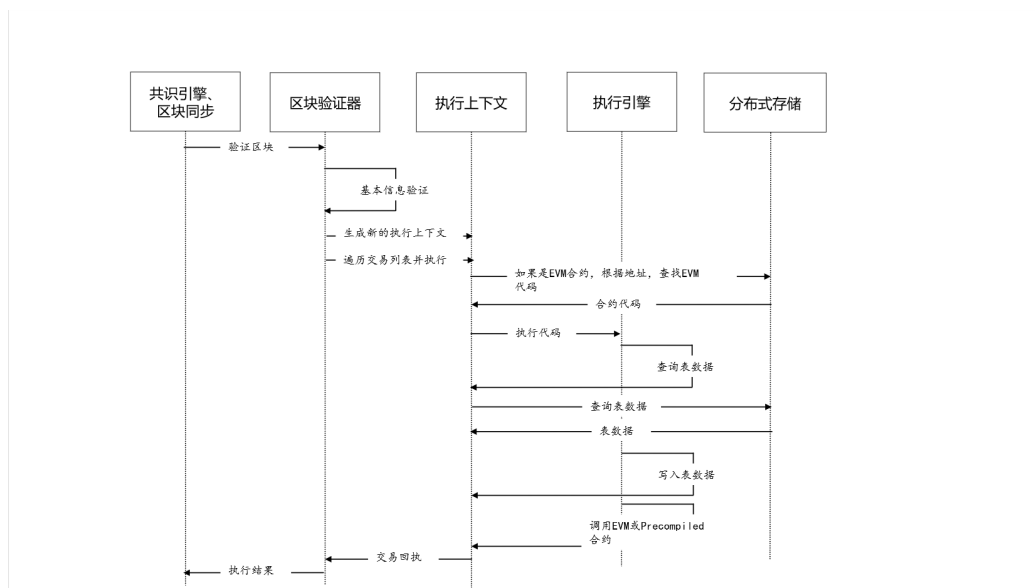 共识引擎、
区块同步
区块验证器
执行上下文
执行引擎
分布式存储
验证区块
基本信息验证
生成新的执行上下文
遍历交易列表并执行
如果是EVM合约，根据地址，查找EVM
代码
合约代码
执行代码
查询表数据
查询表数据
表数据
写入表数据
调用EVM或Precompiled
合约
交易回执
执行结果